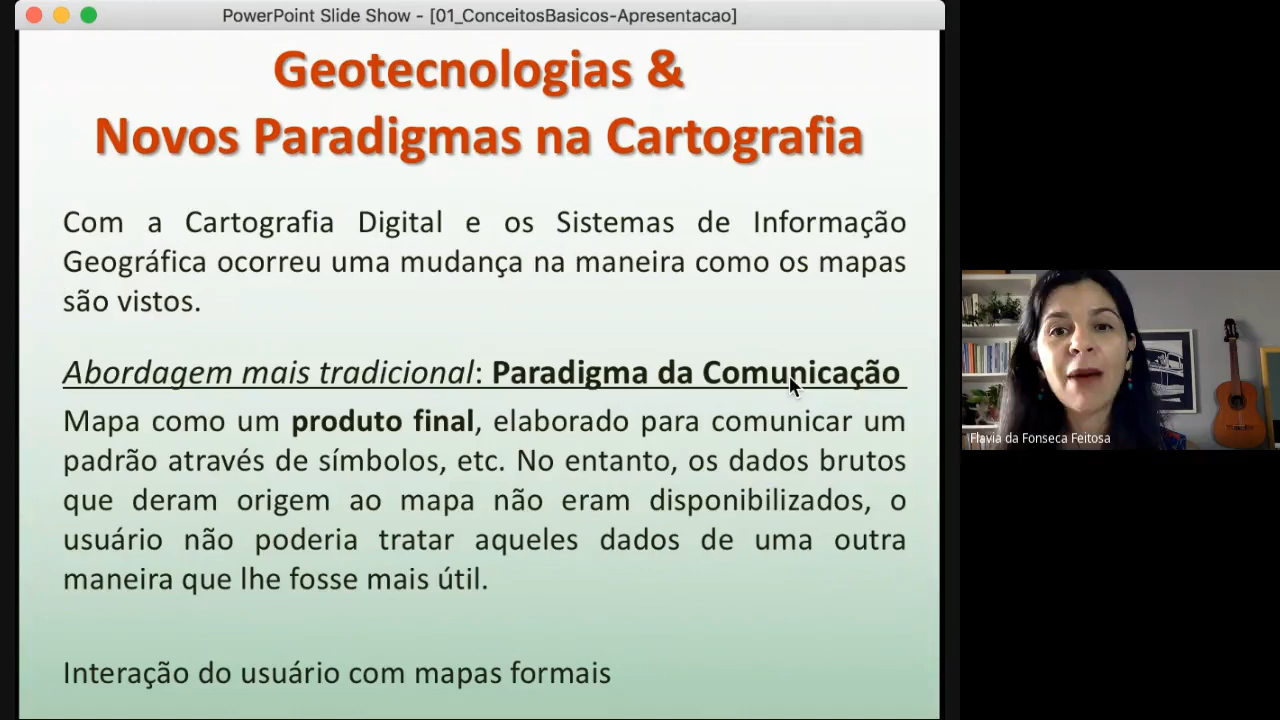 PowerPoint Slide Show - [01_ConceitosBasicos-Apresentacao]
Geotecnologias &
Novos Paradigmas na Cartografia
Com a Cartografia Digital e os Sistemas de Informação
Geográfica ocorreu uma mudança na maneira como os mapas
são vistos.
Abordagem mais tradicional: Paradigma da Comunicação
Mapa como um produto final, elaborado para comunicar um
padrão através de símbolos, etc. No entanto, os dados brutos
que deram origem ao mapa não eram disponibilizados, o
usuário não poderia tratar aqueles dados de uma outra
maneira que lhe fosse mais útil.
Interação do usuário com mapas formais
Flavia da Fonseca Feitosa